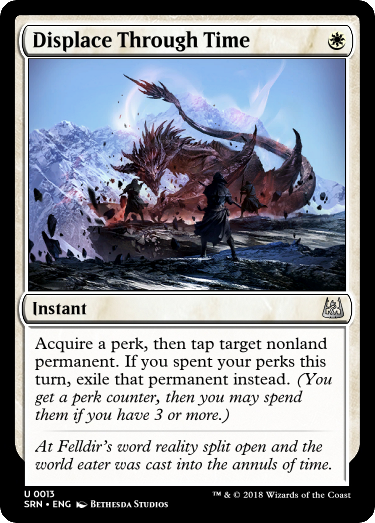 Displace Through Time
Instant
Acquire a perk, then tap target nonland
permanent. If you spent your perks this
turn, exile that permanent instead. (You
get a perk counter, then you may spend
them if you have 3 or more.)
At Felldir's word reality split open and the
world eater was cast into the annuls of time.
U 0013
SRN • ENG Bethesda Studios
™ & © 2018 Wizards of the Coast